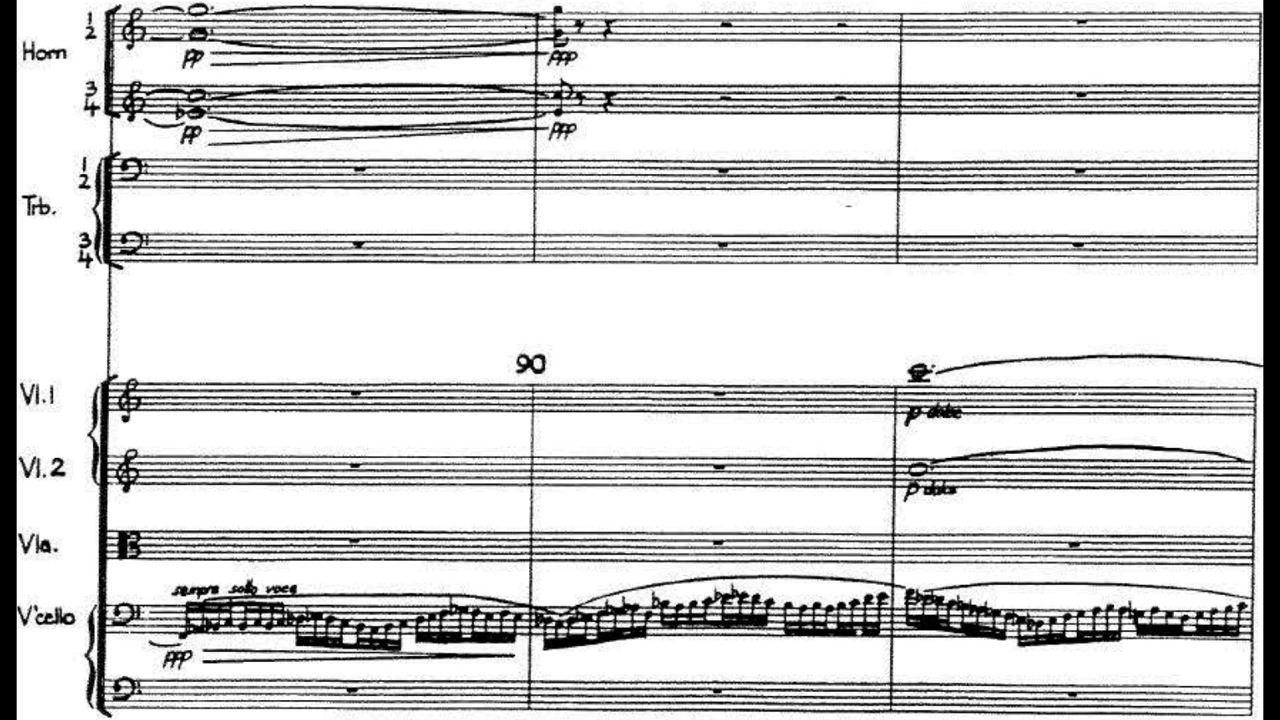 1
2
Horn
pp
ppp
3
4
pp
ppp
1
2
Trb.
3
4
90
Vl. 1
p dolce
Vl. 2
p dolce
Vla.
sempre sotto voce
V'cello
ppp